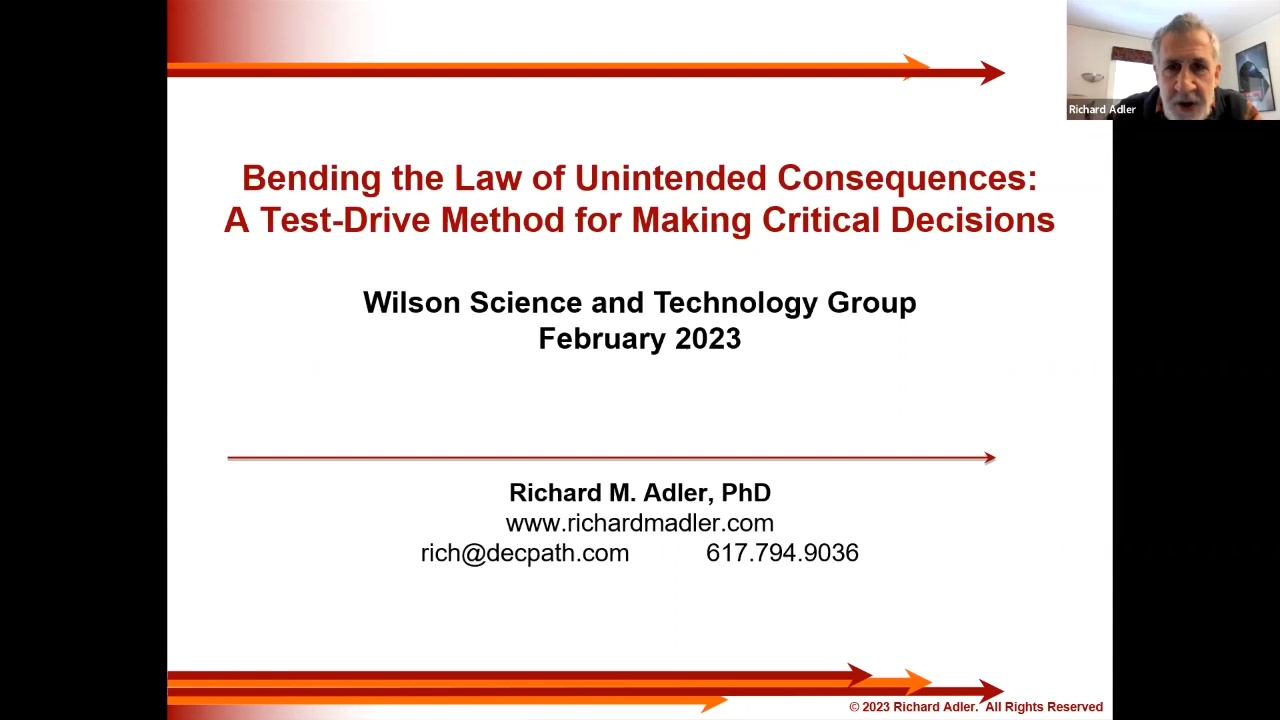 Richard Adler
Bending the Law of Unintended Consequences:
A Test-Drive Method for Making Critical Decisions
Wilson Science and Technology Group
February 2023
Richard M. Adler, PhD
www.richardmadler.com
rich@decpath.com 617.794.9036
© 2023 Richard Adler. All Rights Reserved